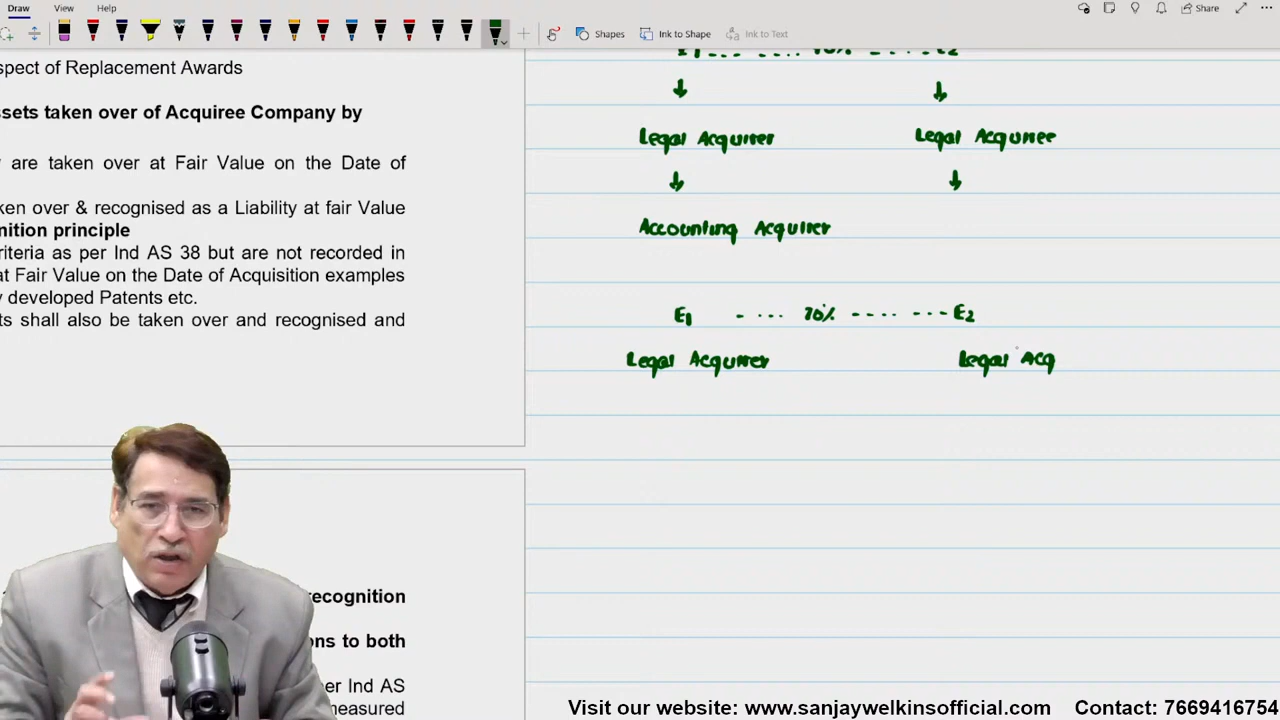 Draw View Help
Share
Shapes Ink to Shape Ink to Text
spect of Replacement Awards
ssets taken over of Acquiree Company by
y are taken over at Fair Value on the Date of
ken over & recognised as a Liability at fair Value
nition principle
riteria as per Ind AS 38 but are not recorded in
at Fair Value on the Date of Acquisition examples
y developed Patents etc.
ts shall also be taken over and recognised and
recognition
ons to both
er Ind AS
measured
Legal Acquirer Legal Acquiree
Accounting Acquirer
E1 - ... 70% ---- ---E2
Legal Acquirer Legal Acq
Visit our website: www.sanjaywelkinsofficial.com Contact: 7669416754